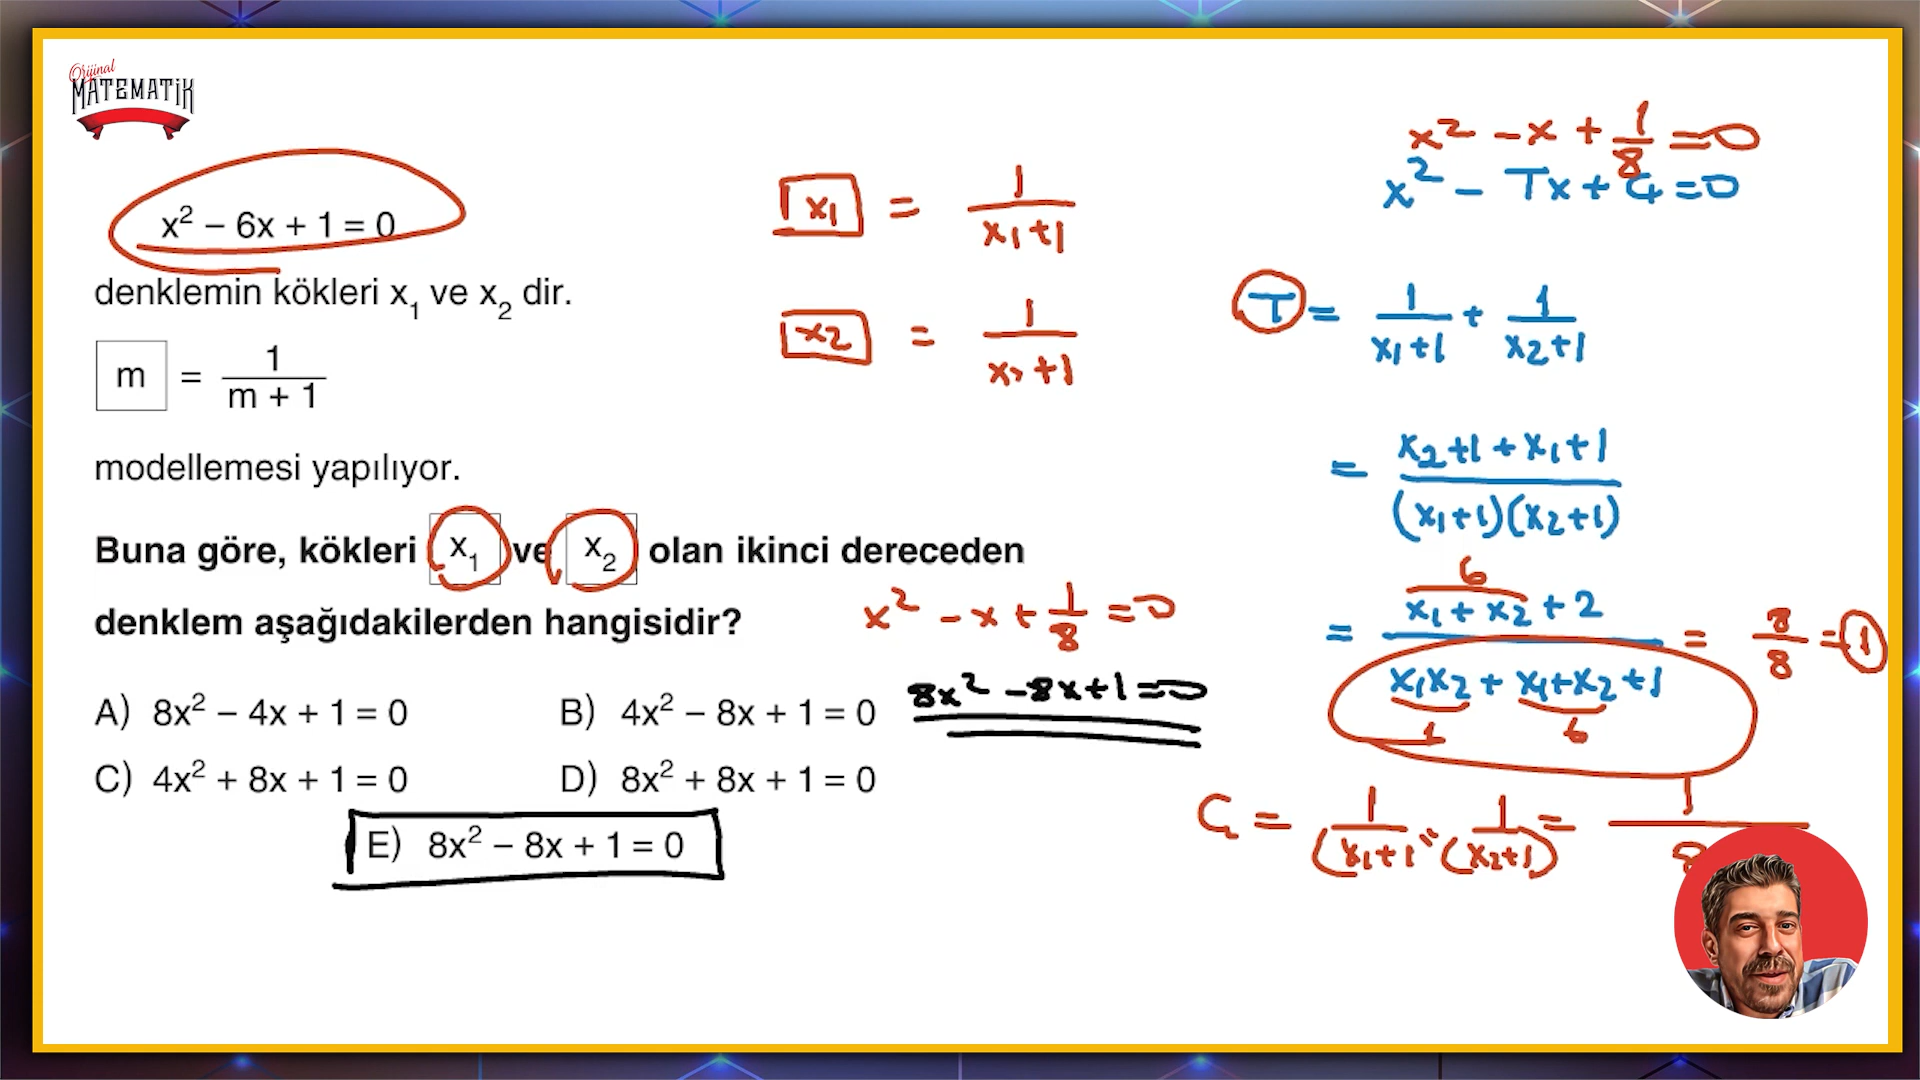 Orijinal
MATEMATİK
x² – 6x + 1 = 0
denklemin kökleri x₁ ve x₂ dir.
m = 1/(m + 1)
modellemesi yapılıyor.
Buna göre, kökleri x₁ ve x₂ olan ikinci dereceden
denklem aşağıdakilerden hangisidir?
A) 8x² – 4x + 1 = 0 B) 4x² – 8x + 1 = 0
C) 4x² + 8x + 1 = 0 D) 8x² + 8x + 1 = 0
E) 8x² – 8x + 1 = 0
x₁ = 1/(x₁+1)
x₂ = 1/(x₂+1)
x² – x + 1/8 = 0
8x² – 8x + 1 = 0
x² – x + 1/8 = 0
x² – Tx + Ç = 0
T = 1/(x₁+1) + 1/(x₂+1)
= (x₂+1+x₁+1)/((x₁+1)(x₂+1))
6
= (x₁+x₂+2)/(x₁x₂+x₁+x₂+1) = 8/8 = 1
1 6
Ç = 1/(x₁+1) · 1/(x₂+1) = 1/8